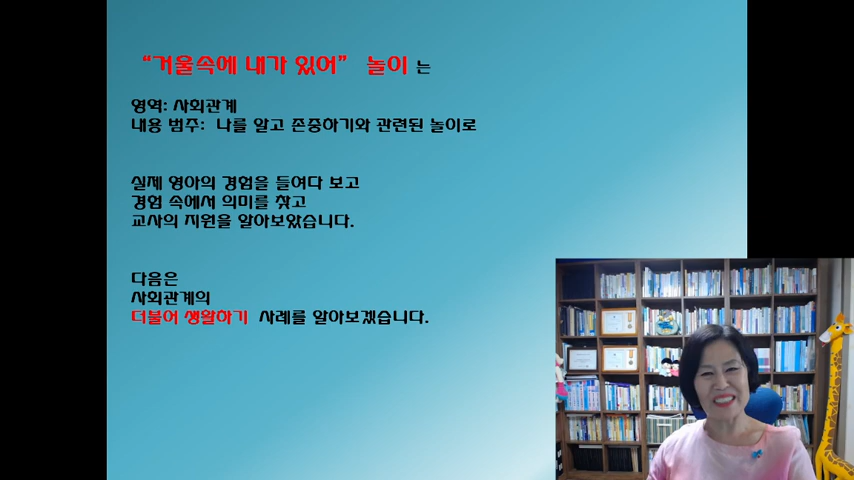 “거울속에 내가 있어” 놀이 는
영역: 사회관계
내용 범주: 나를 알고 존중하기와 관련된 놀이로
실제 영아의 경험을 들여다 보고
경험 속에서 의미를 찾고
교사의 지원을 알아보았습니다.
다음은
사회관계의
더불어 생활하기 사례를 알아보겠습니다.